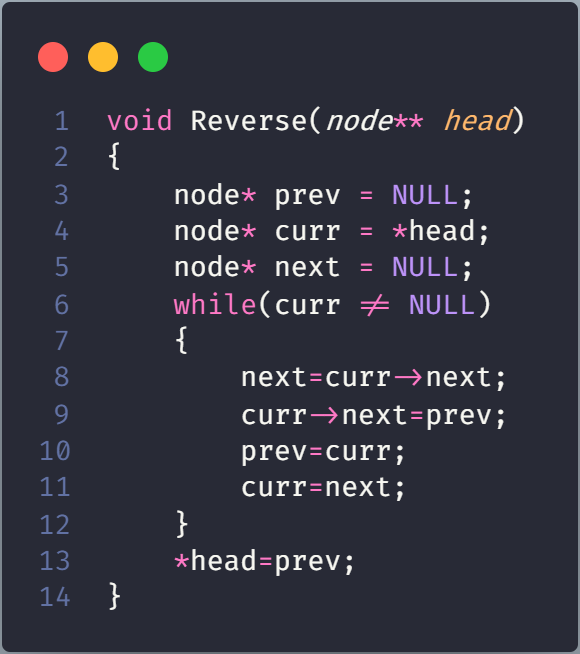 1 void Reverse(node** head)
2 {
3     node* prev = NULL;
4     node* curr = *head;
5     node* next = NULL;
6     while(curr != NULL)
7     {
8         next=curr->next;
9         curr->next=prev;
10         prev=curr;
11         curr=next;
12     }
13     *head=prev;
14 }